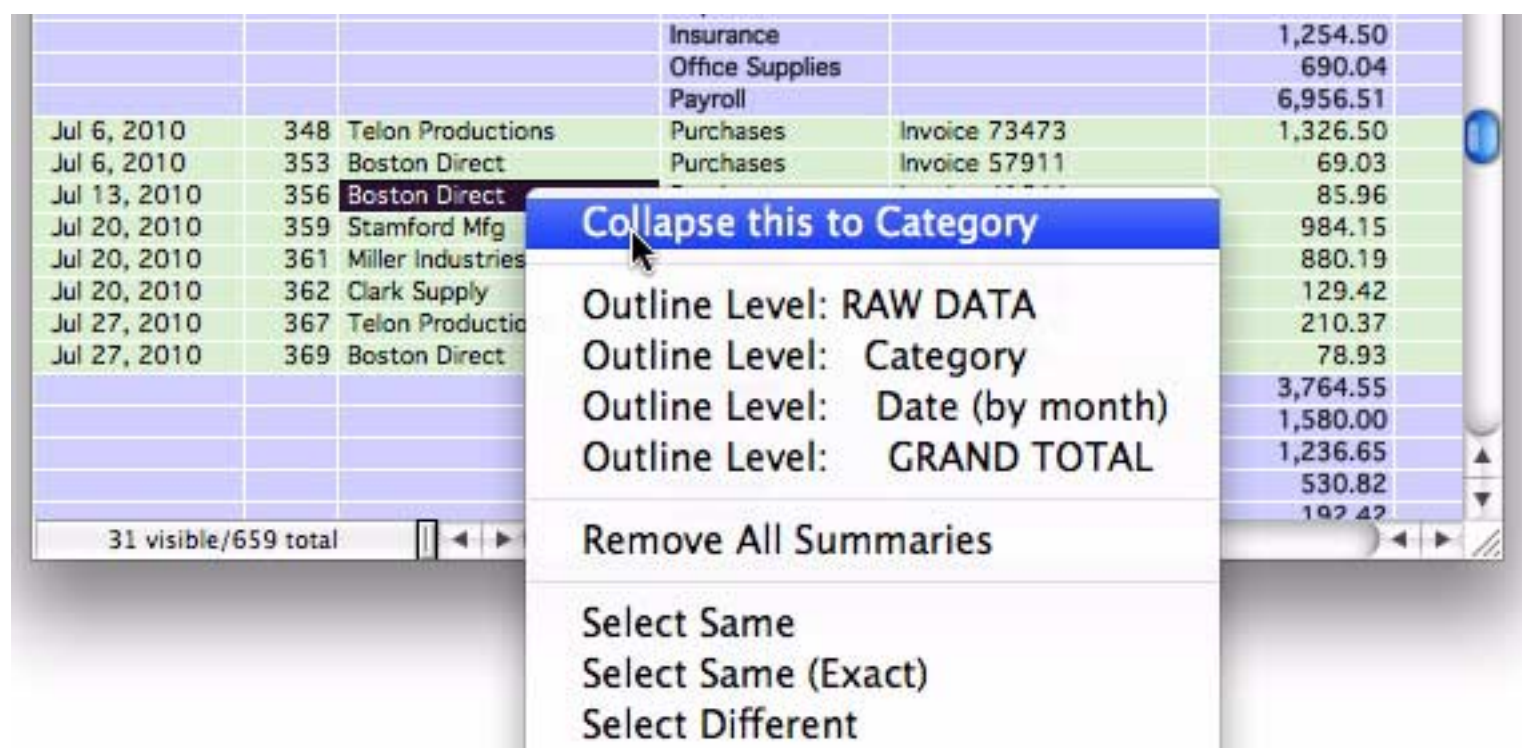 Insurance 1,254.50
Office Supplies 690.04
Payroll 6,956.51
Jul 6, 2010 348 Telon Productions Purchases Invoice 73473 1,326.50
Jul 6, 2010 353 Boston Direct Purchases Invoice 57911 69.03
Jul 13, 2010 356 Boston Direct 85.96
Collapse this to Category
Jul 20, 2010 359 Stamford Mfg 984.15
Jul 20, 2010 361 Miller Industries 880.19
Jul 20, 2010 362 Clark Supply 129.42
Jul 27, 2010 367 Telon Productio 210.37
Jul 27, 2010 369 Boston Direct 78.93
3,764.55
1,580.00
1,236.65
530.82
192.42
Outline Level: RAW DATA
Outline Level: Category
Outline Level: Date (by month)
Outline Level: GRAND TOTAL
31 visible/659 total
Remove All Summaries
Select Same
Select Same (Exact)
Select Different